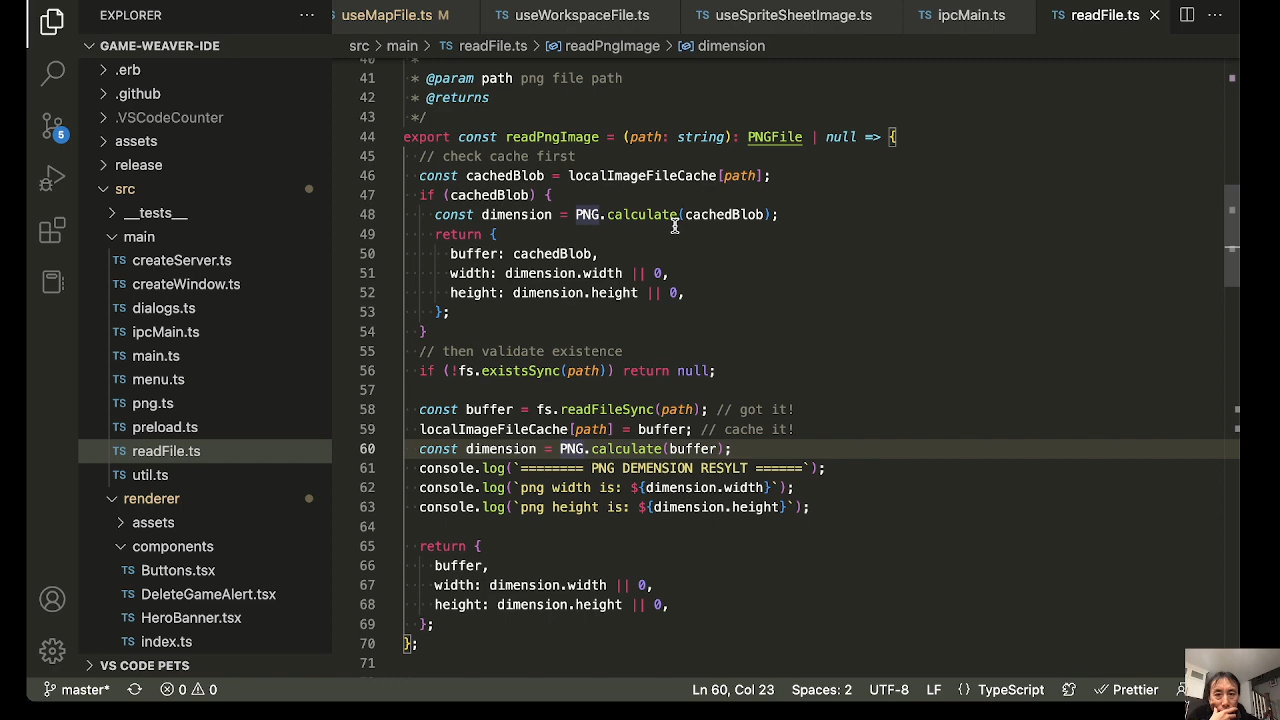 EXPLORER
useMapFile.ts M
useWorkspaceFile.ts
useSpriteSheetImage.ts
ipcMain.ts
TS readFile.ts
GAME-WEAVER-IDE
src > main > TS readFile.ts > readPngImage > dimension
.erb
.github
.VSCodeCounter
assets
release
src
__tests__
main
TS createServer.ts
TS createWindow.ts
TS dialogs.ts
TS ipcMain.ts
TS main.ts
TS menu.ts
TS png.ts
TS preload.ts
TS readFile.ts
TS util.ts
renderer
assets
components
TS Buttons.tsx
TS DeleteGameAlert.tsx
TS HeroBanner.tsx
TS index.ts
VS CODE PETS
5
40 *
41 * @param path png file path
42 * @returns
43 */
44 export const readPngImage = (path: string): PNGFile | null => {
45 // check cache first
46 const cachedBlob = localImageFileCache[path];
47 if (cachedBlob) {
48 const dimension = PNG.calculate(cachedBlob);
49 return {
50 buffer: cachedBlob,
51 width: dimension.width || 0,
52 height: dimension.height || 0,
53 };
54 }
55 // then validate existence
56 if (!fs.existsSync(path)) return null;
57
58 const buffer = fs.readFileSync(path); // got it!
59 localImageFileCache[path] = buffer; // cache it!
60 const dimension = PNG.calculate(buffer);
61 console.log(`======== PNG DEMENSION RESYLT ======`);
62 console.log(`png width is: ${dimension.width}`);
63 console.log(`png height is: ${dimension.height}`);
64
65 return {
66 buffer,
67 width: dimension.width || 0,
68 height: dimension.height || 0,
69 };
70 };
71
master* 0 0 Ln 60, Col 23 Spaces: 2 UTF-8 LF {} TypeScript Prettier